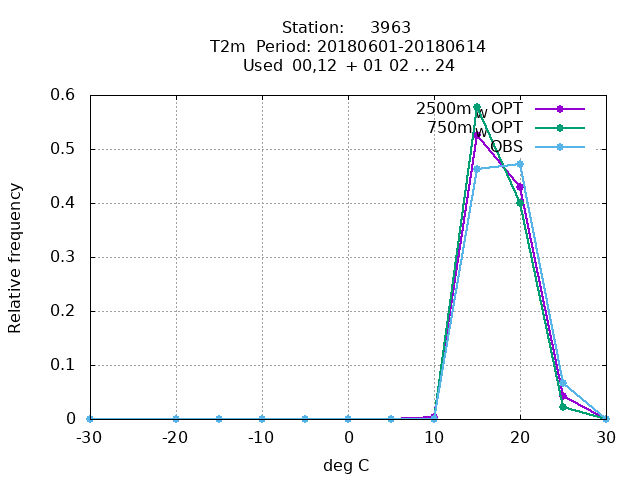 Station: 3963
T2m Period: 20180601-20180614
Used 00,12 + 01 02 ... 24
2500m_W OPT
750m_W OPT
OBS
0.6
0.5
0.4
0.3
0.2
0.1
0
Relative frequency
-30 -20 -10 0 10 20 30
deg C